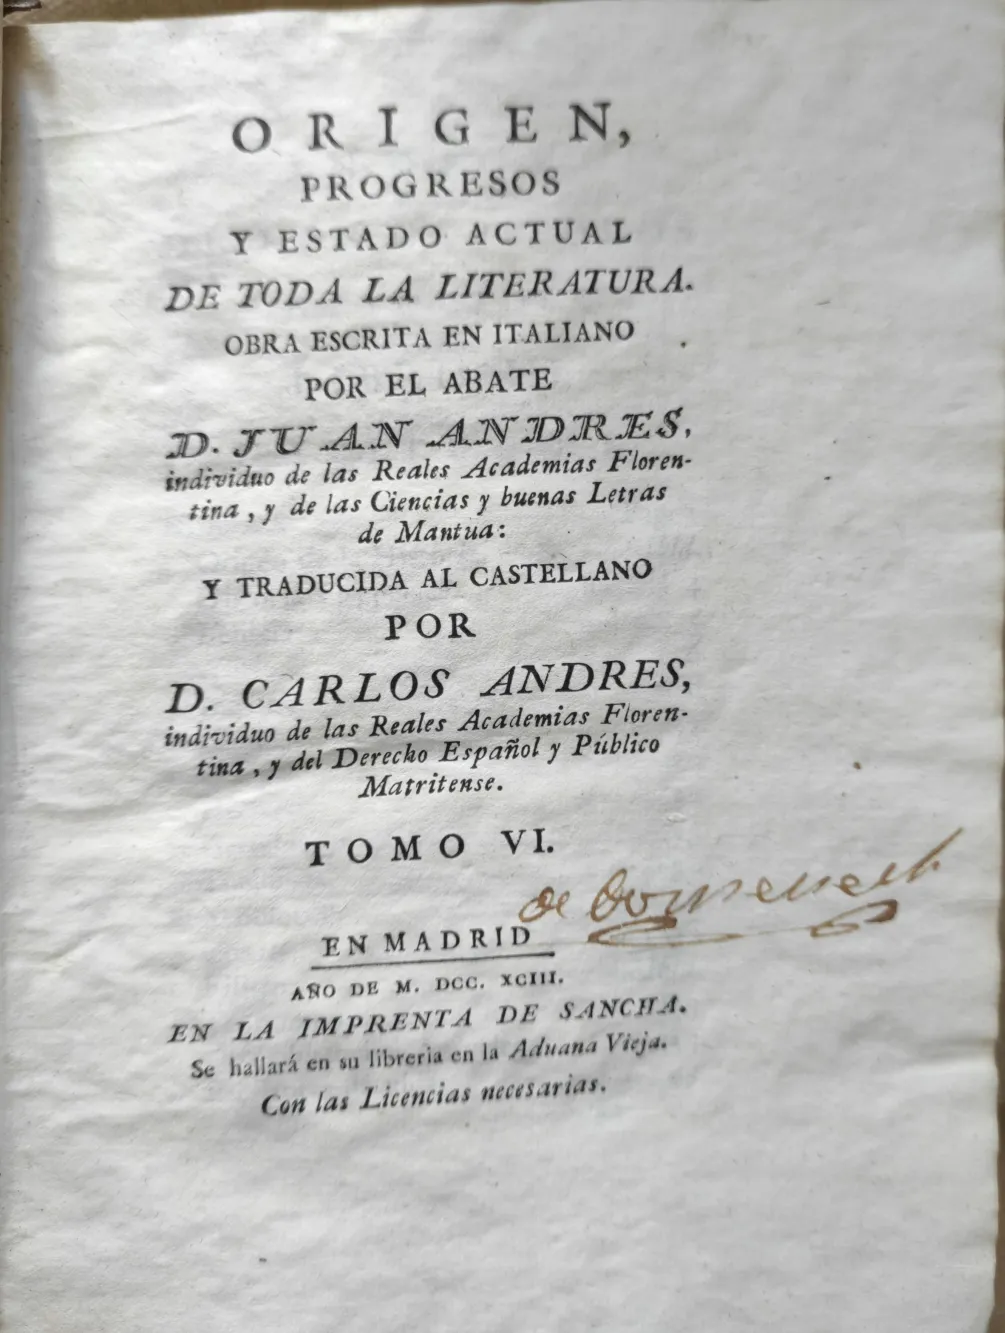 ORIGEN,
PROGRESOS
Y ESTADO ACTUAL
DE TODA LA LITERATURA.
OBRA ESCRITA EN ITALIANO
POR EL ABATE
D. JUAN ANDRES,
individuo de las Reales Academias Floren-
tina, y de las Ciencias y buenas Letras
de Mantua:
Y TRADUCIDA AL CASTELLANO
POR
D. CARLOS ANDRES,
individuo de las Reales Academias Floren-
tina, y del Derecho Español y Público
Matritense.
TOMO VI.
de
EN MADRID
AÑO DE M. DCC. XCIII.
EN LA IMPRENTA DE SANCHA.
Se hallará en su libreria en la Aduana Vieja.
Con las Licencias necesarias.